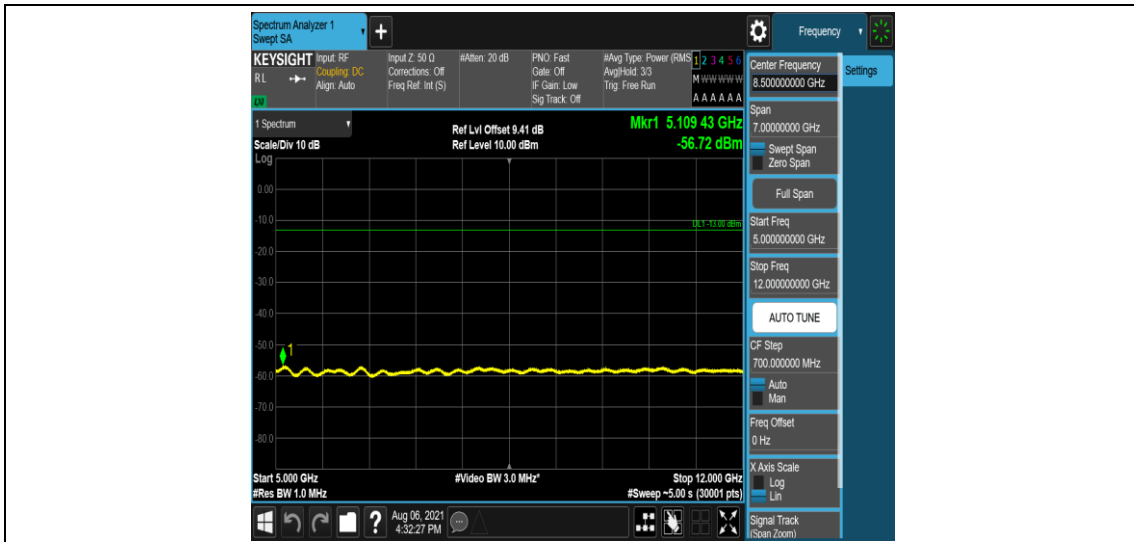 Spectrum Analyzer 1
Swept SA
+
Frequency
KEYSIGHT
RL
LM
Input: RF
Coupling: DC
Align: Auto
Input Z: 50 Ω
Corrections: Off
Freq Ref: Int (S)
#Atten: 20 dB
PNO: Fast
Gate: Off
IF Gain: Low
Sig Track: Off
#Avg Type: Power (RMS
Avg|Hold: 3/3
Trig: Free Run
1 2 3 4 5 6
M W W W W W
A A A A A A
1 Spectrum
Scale/Div 10 dB
Ref Lvl Offset 9.41 dB
Ref Level 10.00 dBm
Mkr1 5.109 43 GHz
-56.72 dBm
Log
0.00
-10.0
DL1 -13.00 dBm
-20.0
-30.0
-40.0
-50.0
1
-60.0
-70.0
-80.0
Start 5.000 GHz
#Video BW 3.0 MHz*
Stop 12.000 GHz
#Res BW 1.0 MHz
#Sweep ~5.00 s (30001 pts)
?
Aug 06, 2021
4:32:27 PM
Center Frequency
8.500000000 GHz
Settings
Span
7.00000000 GHz
Swept Span
Zero Span
Full Span
Start Freq
5.000000000 GHz
Stop Freq
12.000000000 GHz
AUTO TUNE
CF Step
700.000000 MHz
Auto
Man
Freq Offset
0 Hz
X Axis Scale
Log
Lin
Signal Track
(Span Zoom)